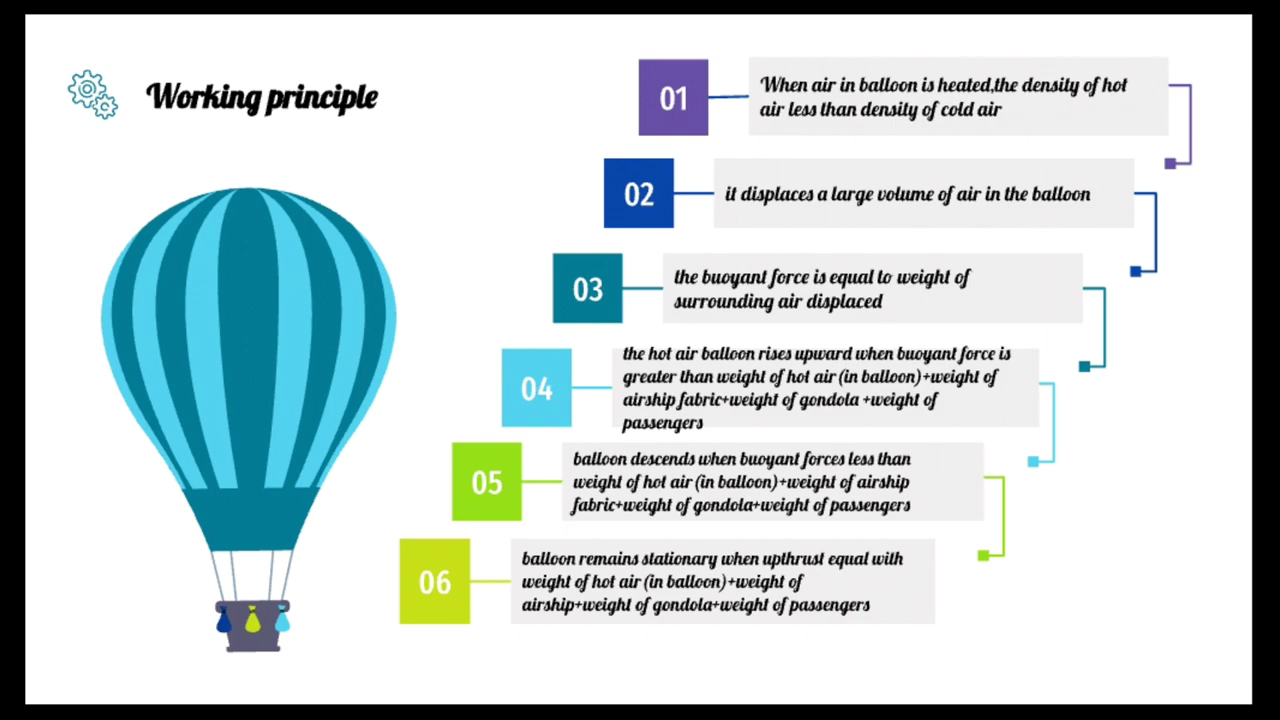 Working principle
01
When air in balloon is heated,the density of hot
air less than density of cold air
02
it displaces a large volume of air in the balloon
03
the buoyant force is equal to weight of
surrounding air displaced
04
the hot air balloon rises upward when buoyant force is
greater than weight of hot air(in balloon)+weight of
airship fabric+weight of gondola +weight of
passengers
05
balloon descends when buoyant forces less than
weight of hot air(in balloon)+weight of airship
fabric+weight of gondola+weight of passengers
06
balloon remains stationary when upthrust equal with
weight of hot air(in balloon)+weight of
airship+weight of gondola+weight of passengers